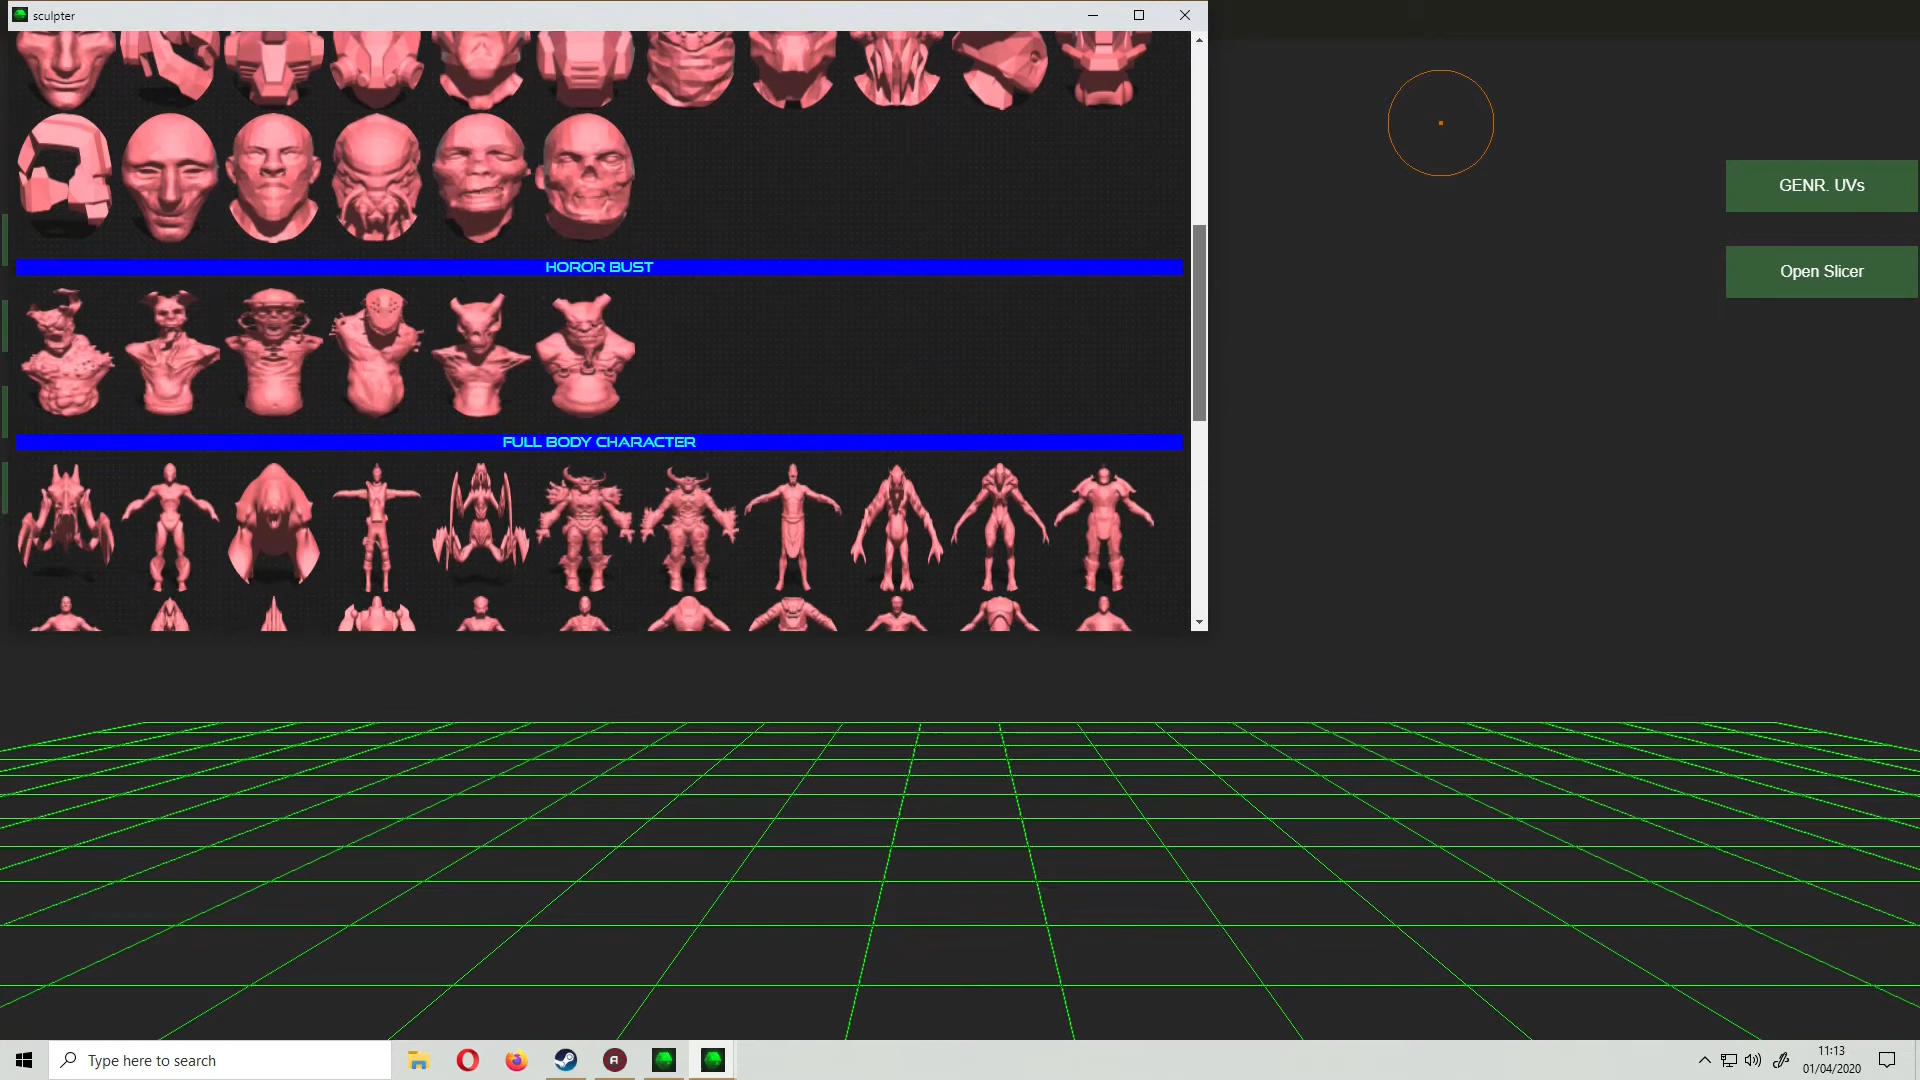 sculpter
GENR. UVs
HOROR BUST
Open Slicer
FULL BODY CHARACTER
Type here to search
11:13
01/04/2020